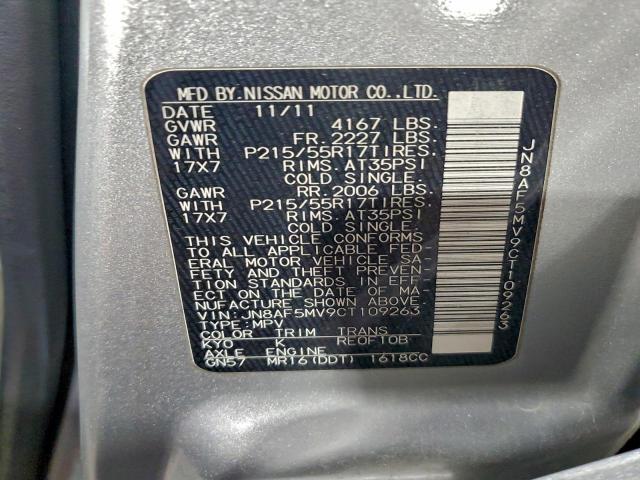 MFD BY.NISSAN MOTOR CO.,LTD.
DATE 11/11
GVWR 4167 LBS.
GAWR FR.2227 LBS.
WITH P215/55R17TIRES.
17X7 RIMS.AT35PSI
COLD SINGLE.
GAWR RR.2006 LBS.
WITH P215/55R17TIRES.
17X7 RIMS.AT35PSI
COLD SINGLE.
THIS VEHICLE CONFORMS
TO ALL APPLICABLE FED-
ERAL MOTOR VEHICLE SA-
FETY AND THEFT PREVEN-
TION STANDARDS IN EFF-
ECT ON THE DATE OF MA-
NUFACTURE SHOWN ABOVE.
VIN:JN8AF5MV9CT109263
TYPE:MPV
COLOR TRIM TRANS
KYO K RE0F10B
AXLE ENGINE
GN57 MR16(DDT) 1618CC
JN8AF5MV9CT109263